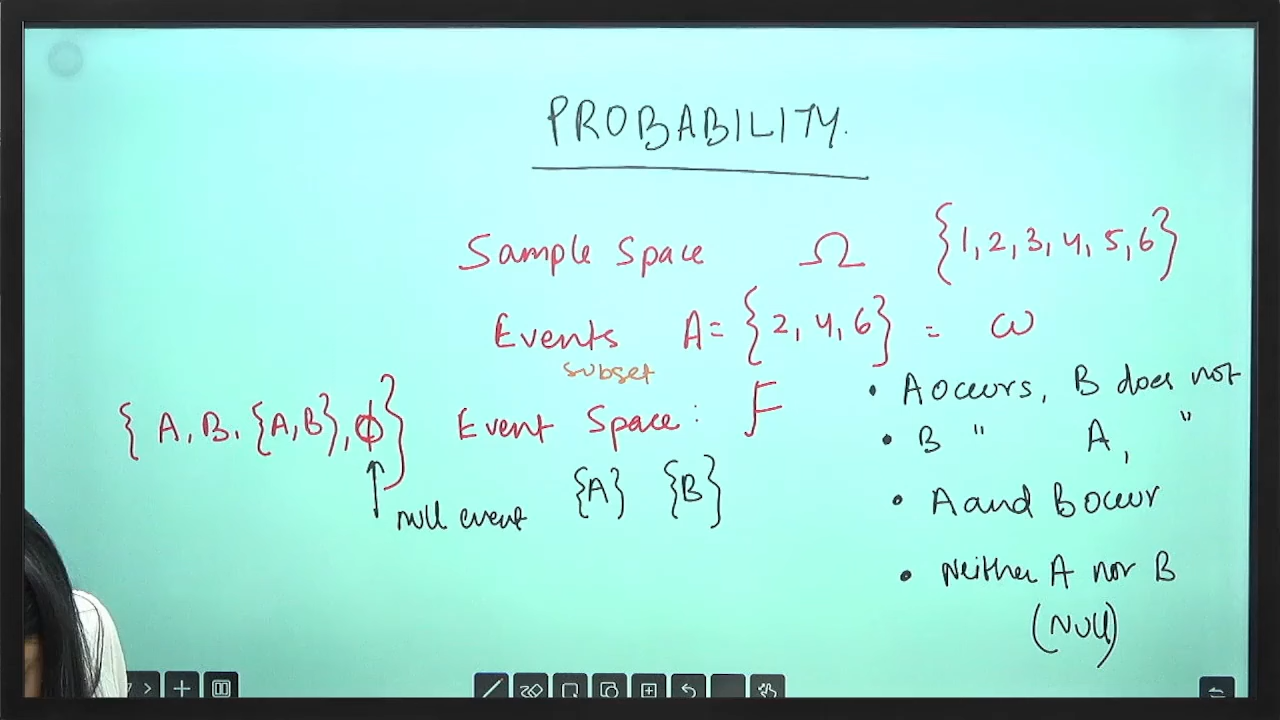 PROBABILITY.
Sample Space Ω {1, 2, 3, 4, 5, 6}
Events A = {2, 4, 6} = ω
subset
{ A, B, {A, B}, ϕ} Event Space: F
null event
{A} {B}
• A occurs, B does not
• B " A, "
• A and B occur
• Neither A nor B
(Null)